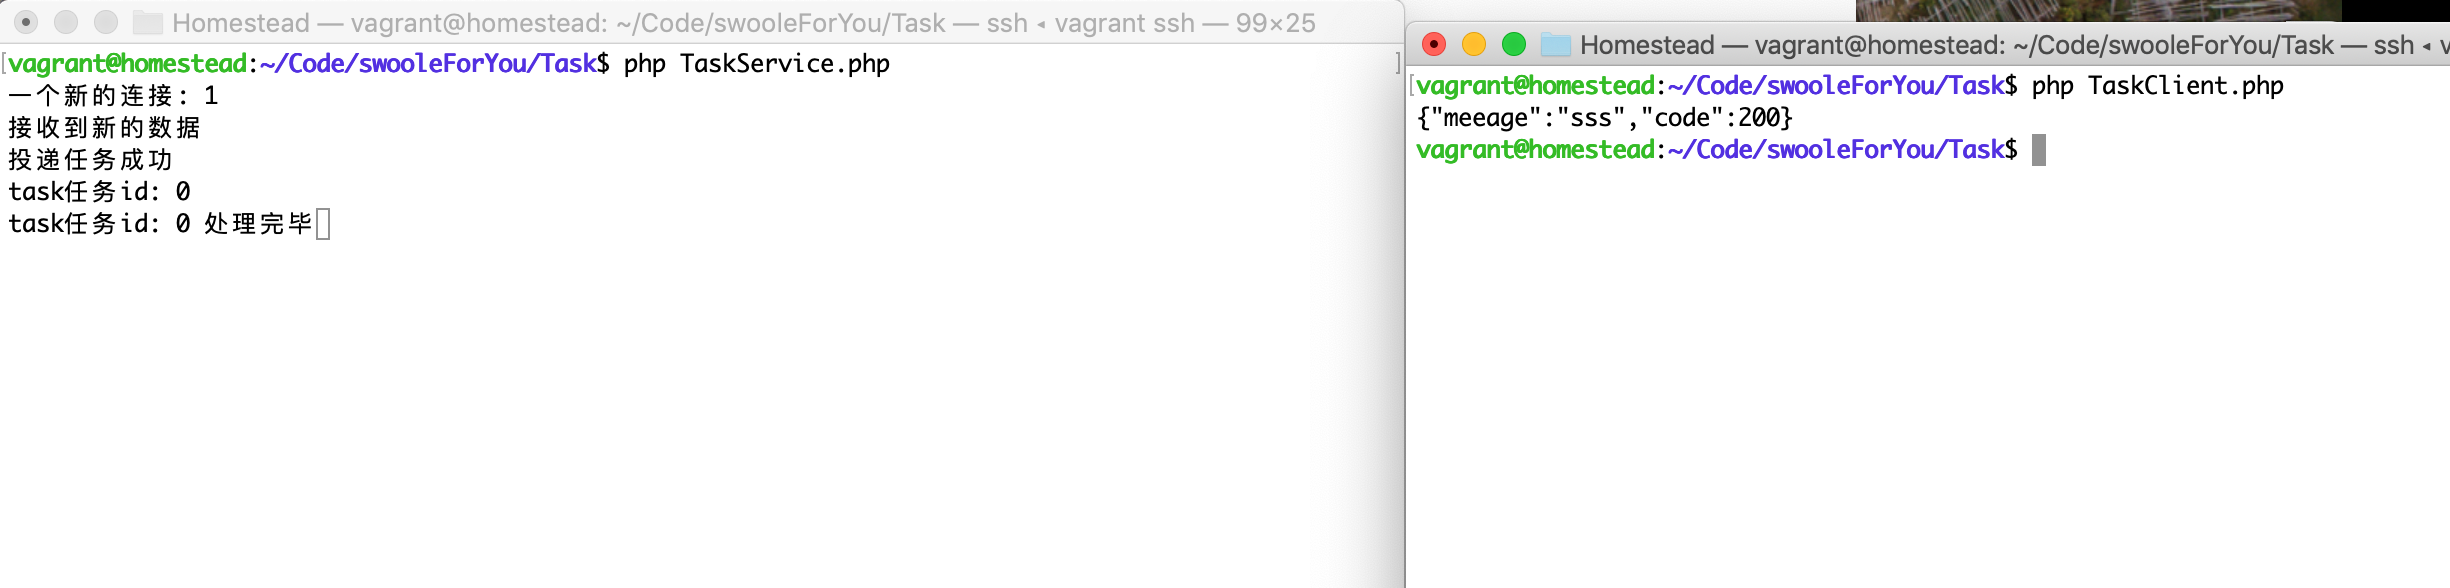 Homestead — vagrant@homestead: ~/Code/swooleForYou/Task — ssh ◂ vagrant ssh — 99×25
vagrant@homestead:~/Code/swooleForYou/Task$ php TaskService.php
一个新的连接: 1
接收到新的数据
投递任务成功
task任务id: 0
task任务id: 0 处理完毕
Homestead — vagrant@homestead: ~/Code/swooleForYou/Task — ssh ◂
vagrant@homestead:~/Code/swooleForYou/Task$ php TaskClient.php
{"meeage":"sss","code":200}
vagrant@homestead:~/Code/swooleForYou/Task$